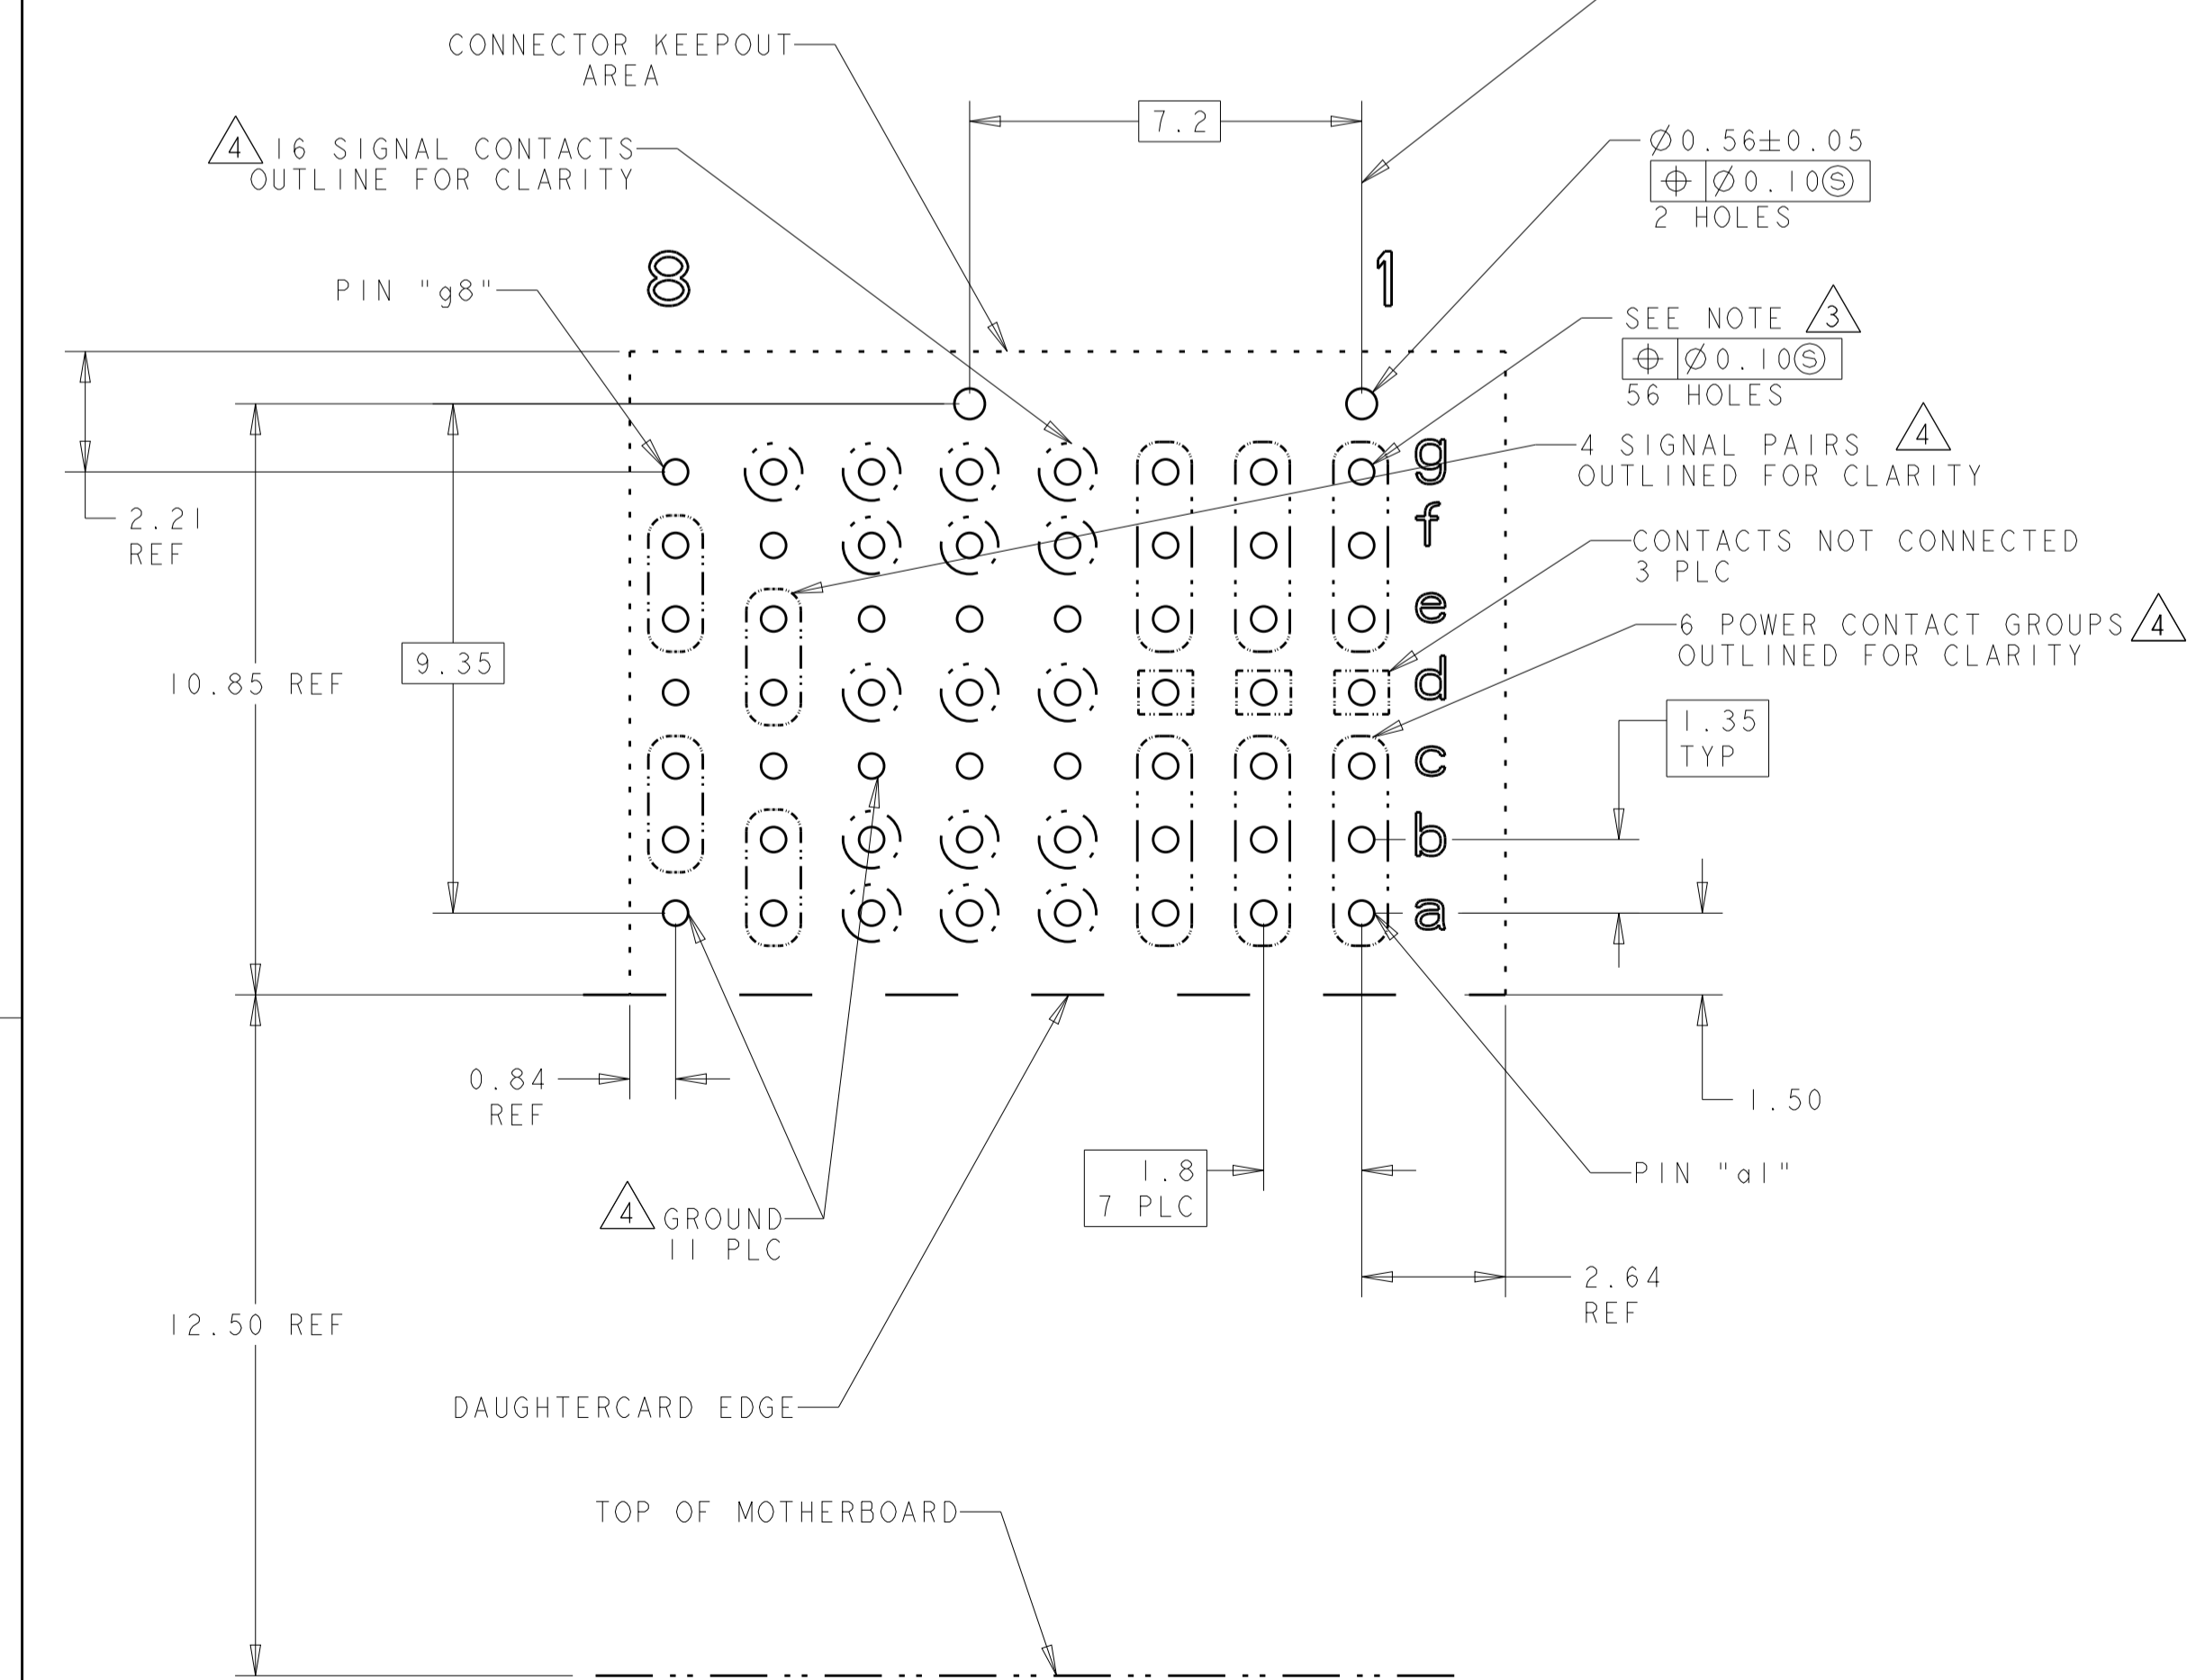 CONNECTOR KEEPOUT
AREA
7.2
4 16 SIGNAL CONTACTS
OUTLINE FOR CLARITY
Ø0.56±0.05
⌖ Ø0.10Ⓢ
2 HOLES
8
1
PIN "g8"
SEE NOTE 3
⌖ Ø0.10Ⓢ
56 HOLES
g
4 SIGNAL PAIRS 4
OUTLINED FOR CLARITY
2.21
REF
f
CONTACTS NOT CONNECTED
3 PLC
e
6 POWER CONTACT GROUPS 4
OUTLINED FOR CLARITY
9.35
10.85 REF
d
1.35
TYP
c
b
a
0.84
REF
1.50
1.8
7 PLC
PIN "a1"
4 GROUND
11 PLC
2.64
REF
12.50 REF
DAUGHTERCARD EDGE
TOP OF MOTHERBOARD